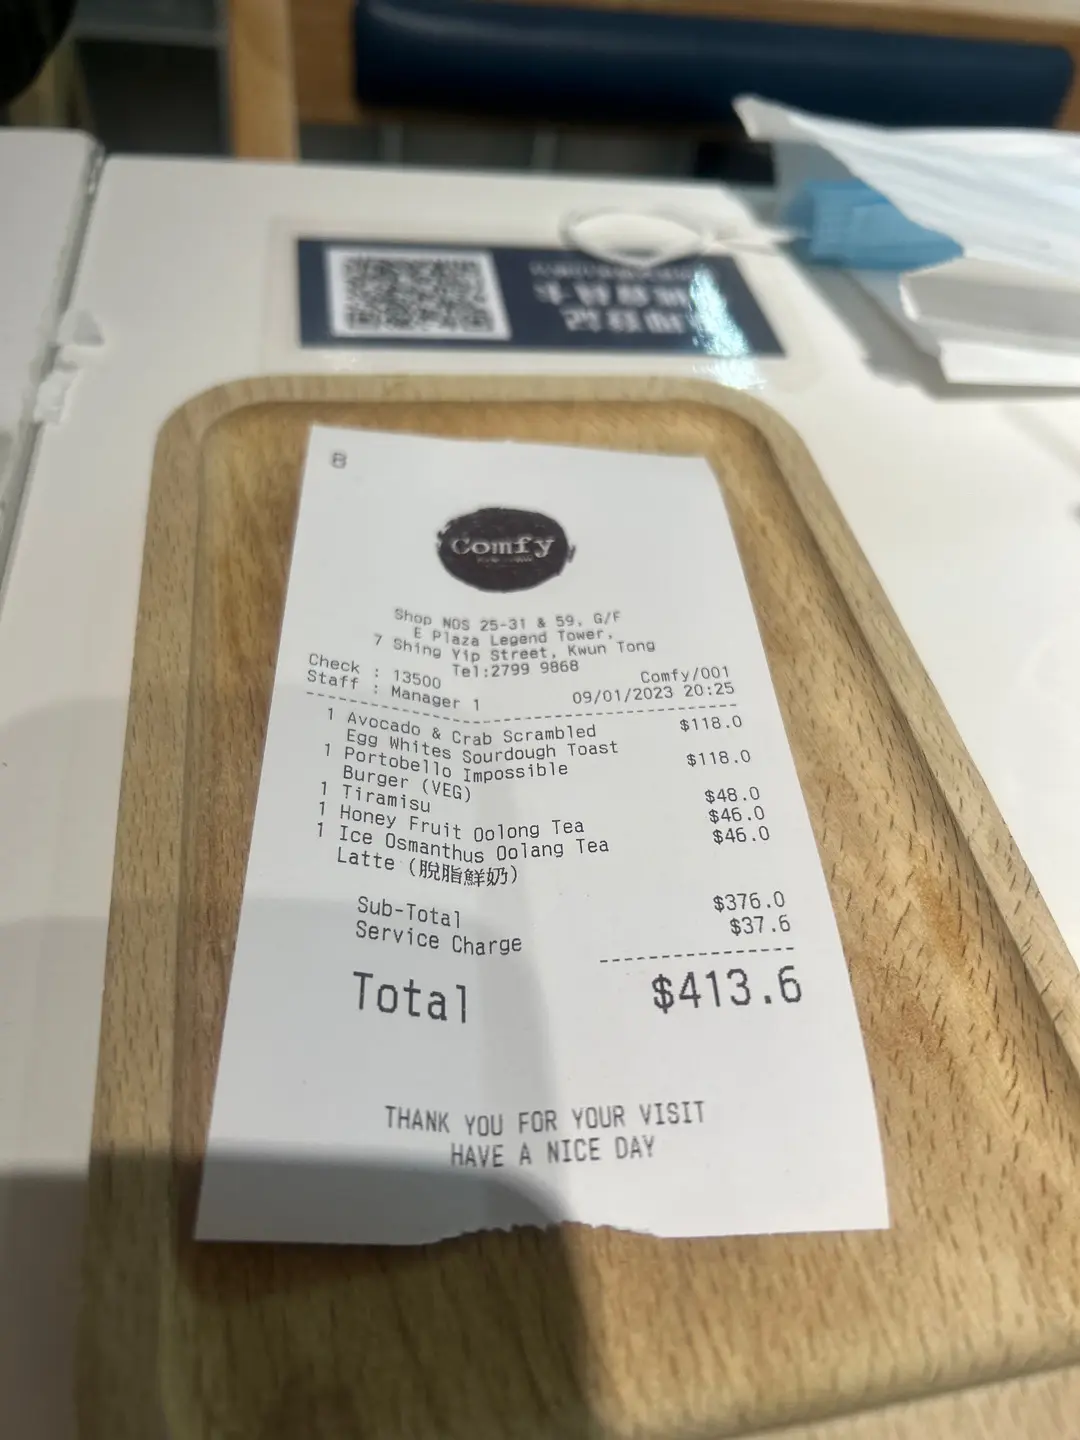 8
Comfy
Shop NOS 25-31 & 59, G/F
E Plaza Legend Tower,
7 Shing Yip Street, Kwun Tong
Tel:2799 9868
Check : 13500 Comfy/001
Staff : Manager 1 09/01/2023 20:25
1 Avocado & Crab Scrambled $118.0
Egg Whites Sourdough Toast
1 Portobello Impossible $118.0
Burger (VEG)
1 Tiramisu $48.0
1 Honey Fruit Oolong Tea $46.0
1 Ice Osmanthus Oolang Tea $46.0
Latte (脫脂鮮奶)
Sub-Total $376.0
Service Charge $37.6
Total $413.6
THANK YOU FOR YOUR VISIT
HAVE A NICE DAY